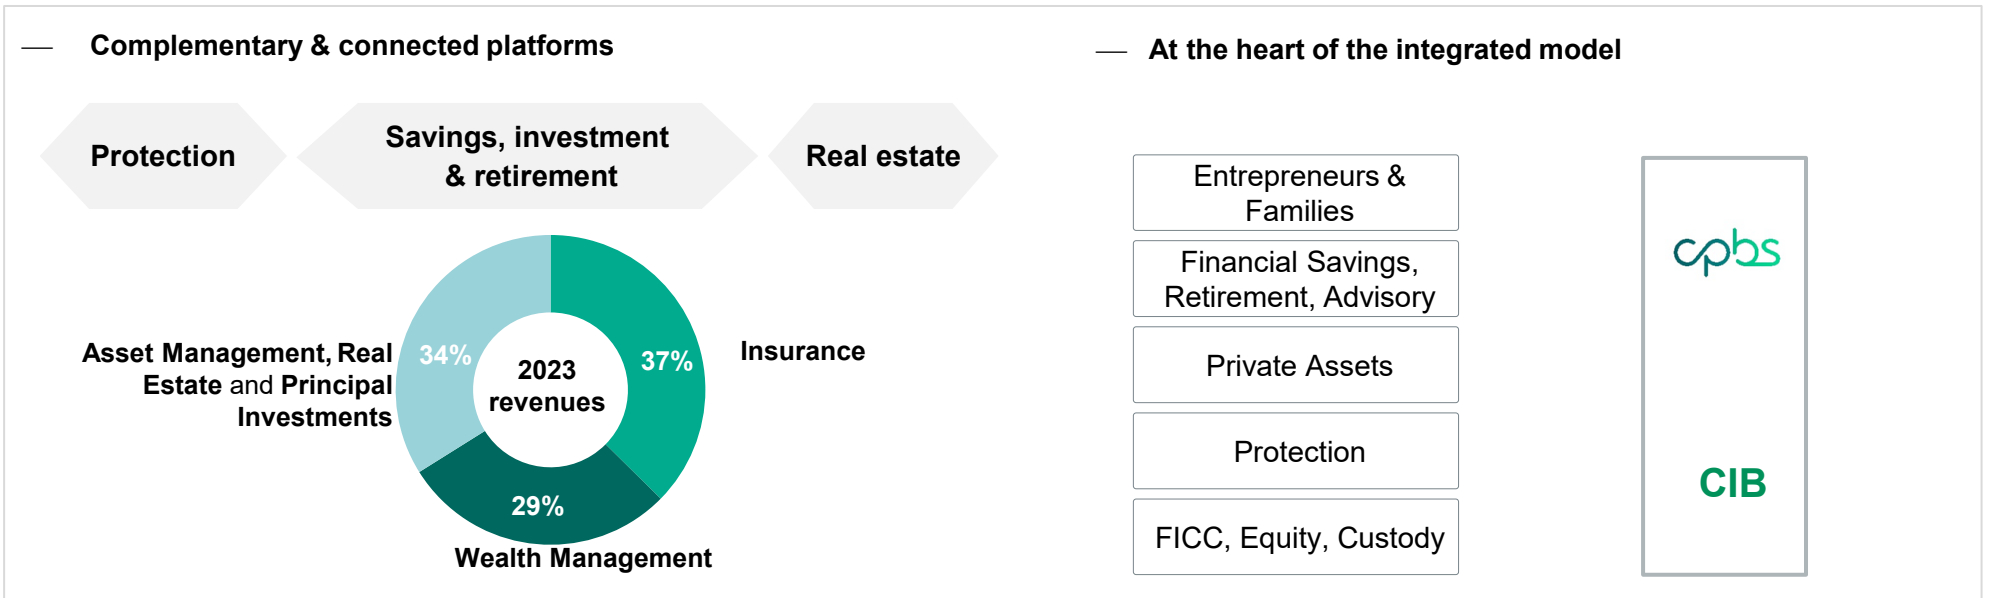 Complementary & connected platforms
Protection
Savings, investment
& retirement
Real estate
34%
37%
29%
2023
revenues
Asset Management, Real
Estate and Principal
Investments
Insurance
Wealth Management
At the heart of the integrated model
Entrepreneurs &
Families
Financial Savings,
Retirement, Advisory
Private Assets
Protection
FICC, Equity, Custody
cpbs
CIB